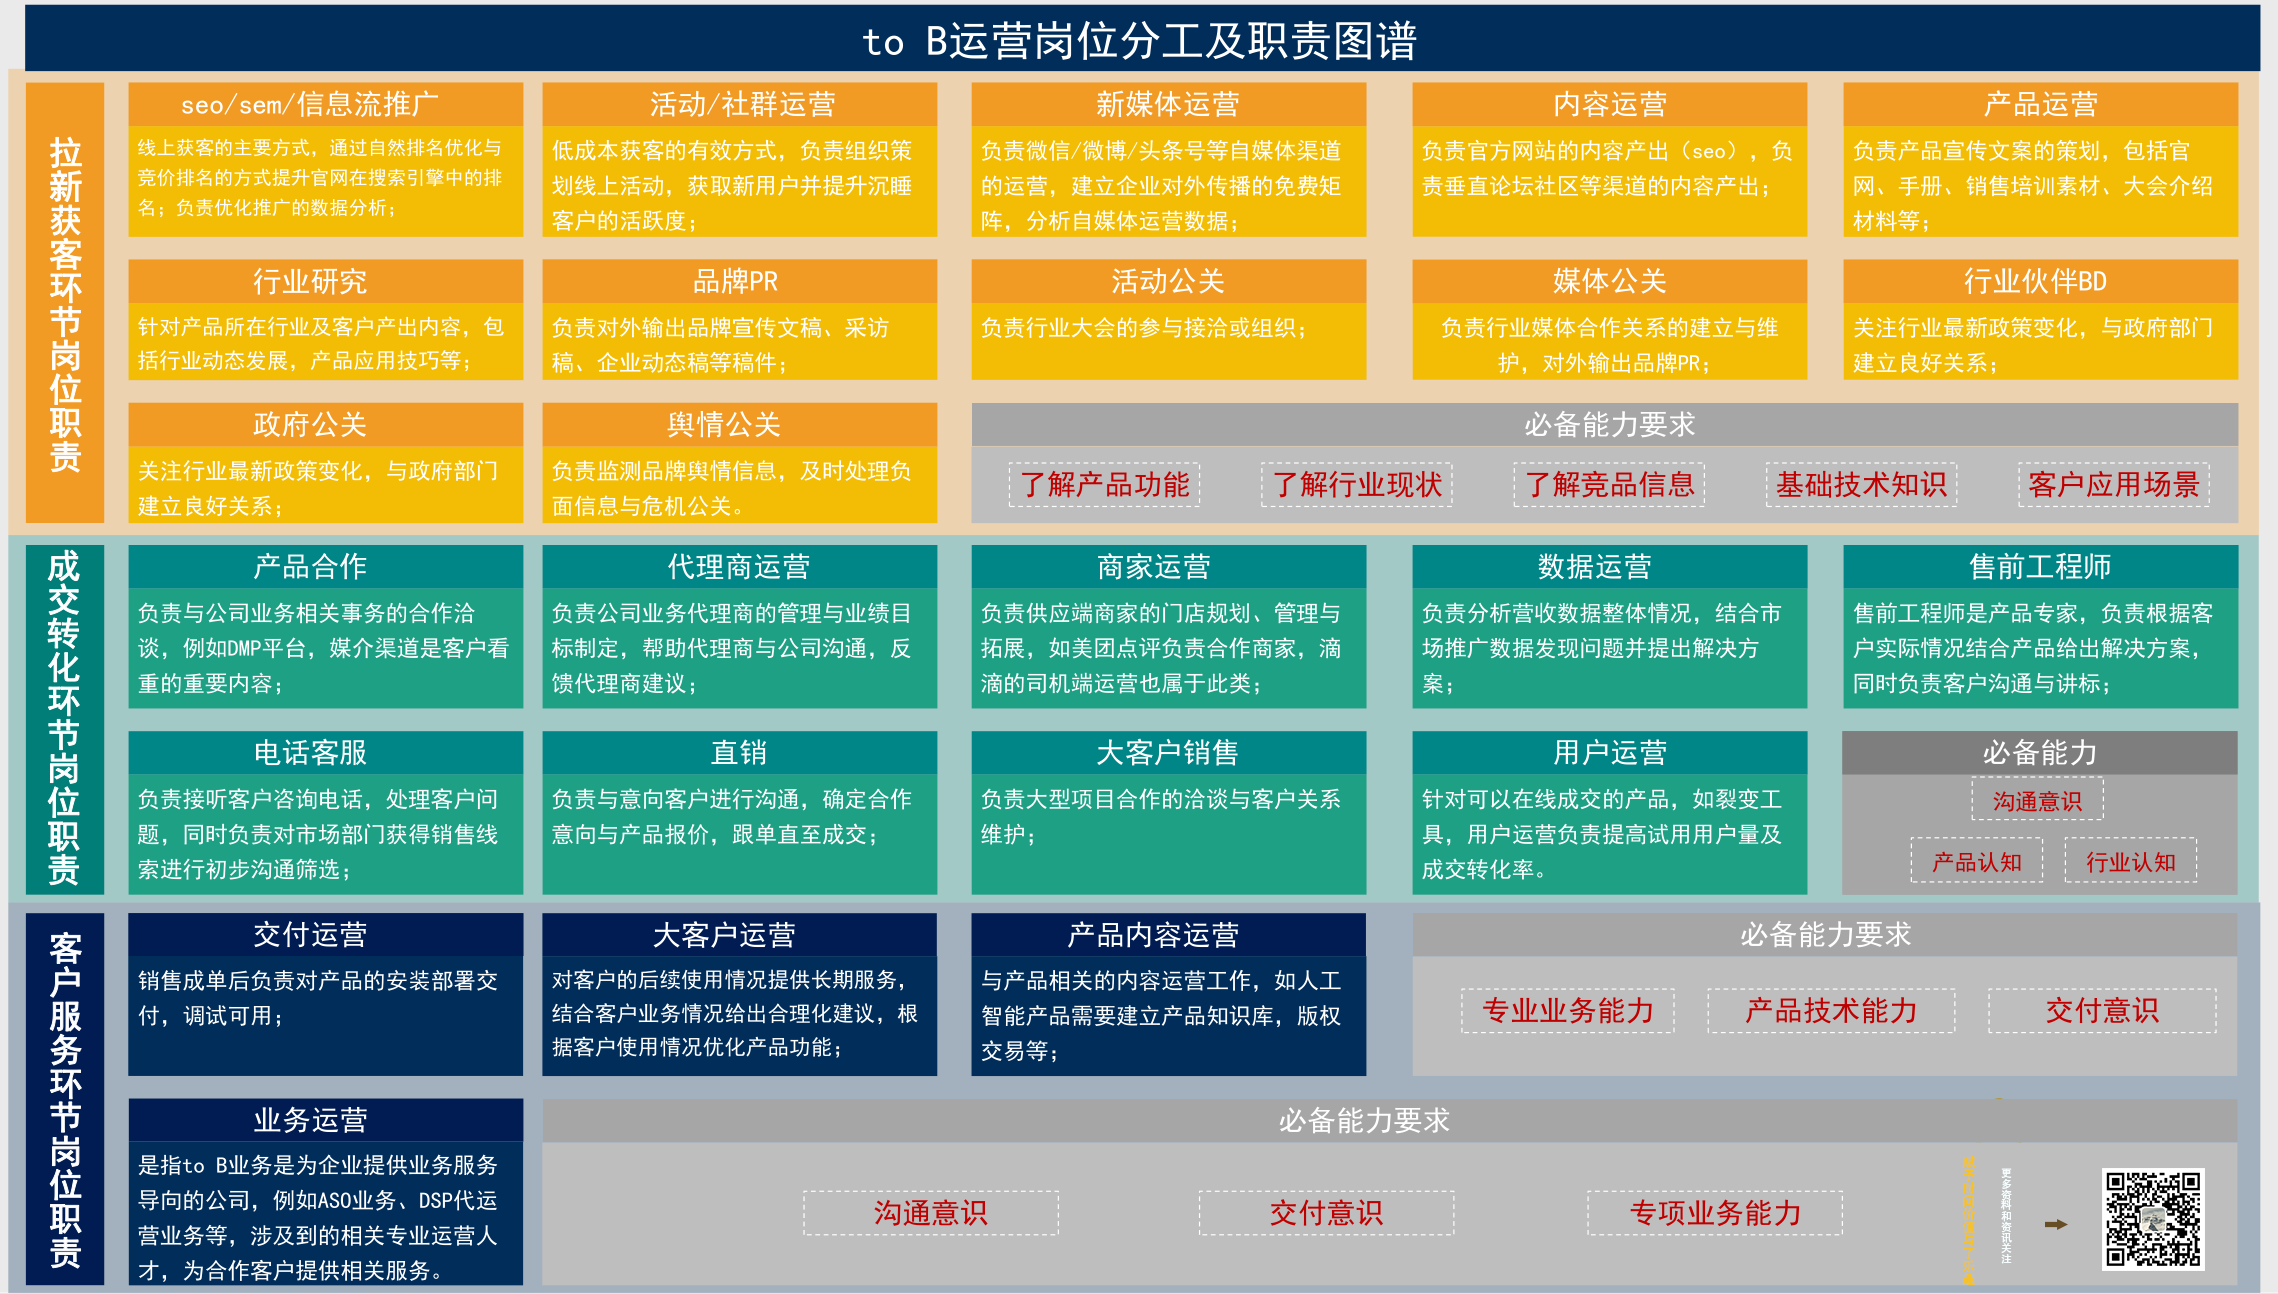 to B运营岗位分工及职责图谱
拉新获客环节岗位职责
seo/sem/信息流推广
线上获客的主要方式，通过自然排名优化与
竞价排名的方式提升官网在搜索引擎中的排
名；负责优化推广的数据分析；
活动/社群运营
低成本获客的有效方式，负责组织策
划线上活动，获取新用户并提升沉睡
客户的活跃度；
新媒体运营
负责微信/微博/头条号等自媒体渠道
的运营，建立企业对外传播的免费矩
阵，分析自媒体运营数据；
内容运营
负责官方网站的内容产出（seo），负
责垂直论坛社区等渠道的内容产出；
产品运营
负责产品宣传文案的策划，包括官
网、手册、销售培训素材、大会介绍
材料等；
行业研究
针对产品所在行业及客户产出内容，包
括行业动态发展，产品应用技巧等；
品牌PR
负责对外输出品牌宣传文稿、采访
稿、企业动态稿等稿件；
活动公关
负责行业大会的参与接洽或组织；
媒体公关
负责行业媒体合作关系的建立与维
护，对外输出品牌PR；
行业伙伴BD
关注行业最新政策变化，与政府部门
建立良好关系；
政府公关
关注行业最新政策变化，与政府部门
建立良好关系；
舆情公关
负责监测品牌舆情信息，及时处理负
面信息与危机公关。
必备能力要求
了解产品功能
了解行业现状
了解竞品信息
基础技术知识
客户应用场景
成交转化环节岗位职责
产品合作
负责与公司业务相关事务的合作洽
谈，例如DMP平台，媒介渠道是客户看
重的重要内容；
代理商运营
负责公司业务代理商的管理与业绩目
标制定，帮助代理商与公司沟通，反
馈代理商建议；
商家运营
负责供应端商家的门店规划、管理与
拓展，如美团点评负责合作商家，滴
滴的司机端运营也属于此类；
数据运营
负责分析营收数据整体情况，结合市
场推广数据发现问题并提出解决方
案；
售前工程师
售前工程师是产品专家，负责根据客
户实际情况结合产品给出解决方案，
同时负责客户沟通与讲标；
电话客服
负责接听客户咨询电话，处理客户问
题，同时负责对市场部门获得销售线
索进行初步沟通筛选；
直销
负责与意向客户进行沟通，确定合作
意向与产品报价，跟单直至成交；
大客户销售
负责大型项目合作的洽谈与客户关系
维护；
用户运营
针对可以在线成交的产品，如裂变工
具，用户运营负责提高试用用户量及
成交转化率。
必备能力
沟通意识
产品认知
行业认知
客户服务环节岗位职责
交付运营
销售成单后负责对产品的安装部署交
付，调试可用；
大客户运营
对客户的后续使用情况提供长期服务，
结合客户业务情况给出合理化建议，根
据客户使用情况优化产品功能；
产品内容运营
与产品相关的内容运营工作，如人工
智能产品需要建立产品知识库，版权
交易等；
必备能力要求
专业业务能力
产品技术能力
交付意识
业务运营
是指to B业务是为企业提供业务服务
导向的公司，例如ASO业务、DSP代运
营业务等，涉及到的相关专业运营人
才，为合作客户提供相关服务。
必备能力要求
沟通意识
交付意识
专项业务能力
更多资料和资讯关注